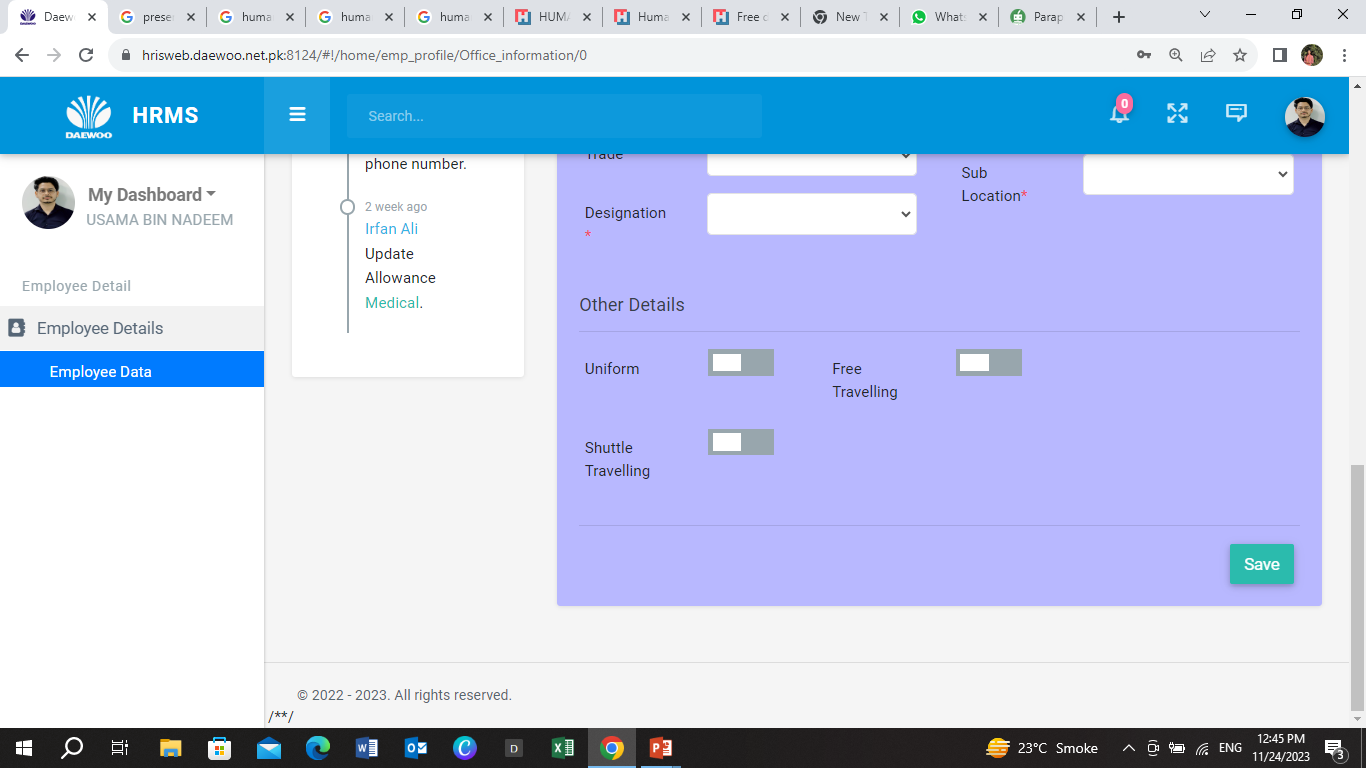 Daew
prese
huma
huma
huma
HUMA
Huma
Free c
New T
Whats
Parap
hrisweb.daewoo.net.pk:8124/#!/home/emp_profile/Office_information/0
DAEWOO
HRMS
Search...
0
My Dashboard
USAMA BIN NADEEM
Employee Detail
Employee Details
Employee Data
phone number.
2 week ago
Irfan Ali
Update
Allowance
Medical.
Trade
Sub
Location*
Designation
*
Other Details
Uniform
Free
Travelling
Shuttle
Travelling
Save
© 2022 - 2023. All rights reserved.
/**/
23°C Smoke
ENG
12:45 PM
11/24/2023
3